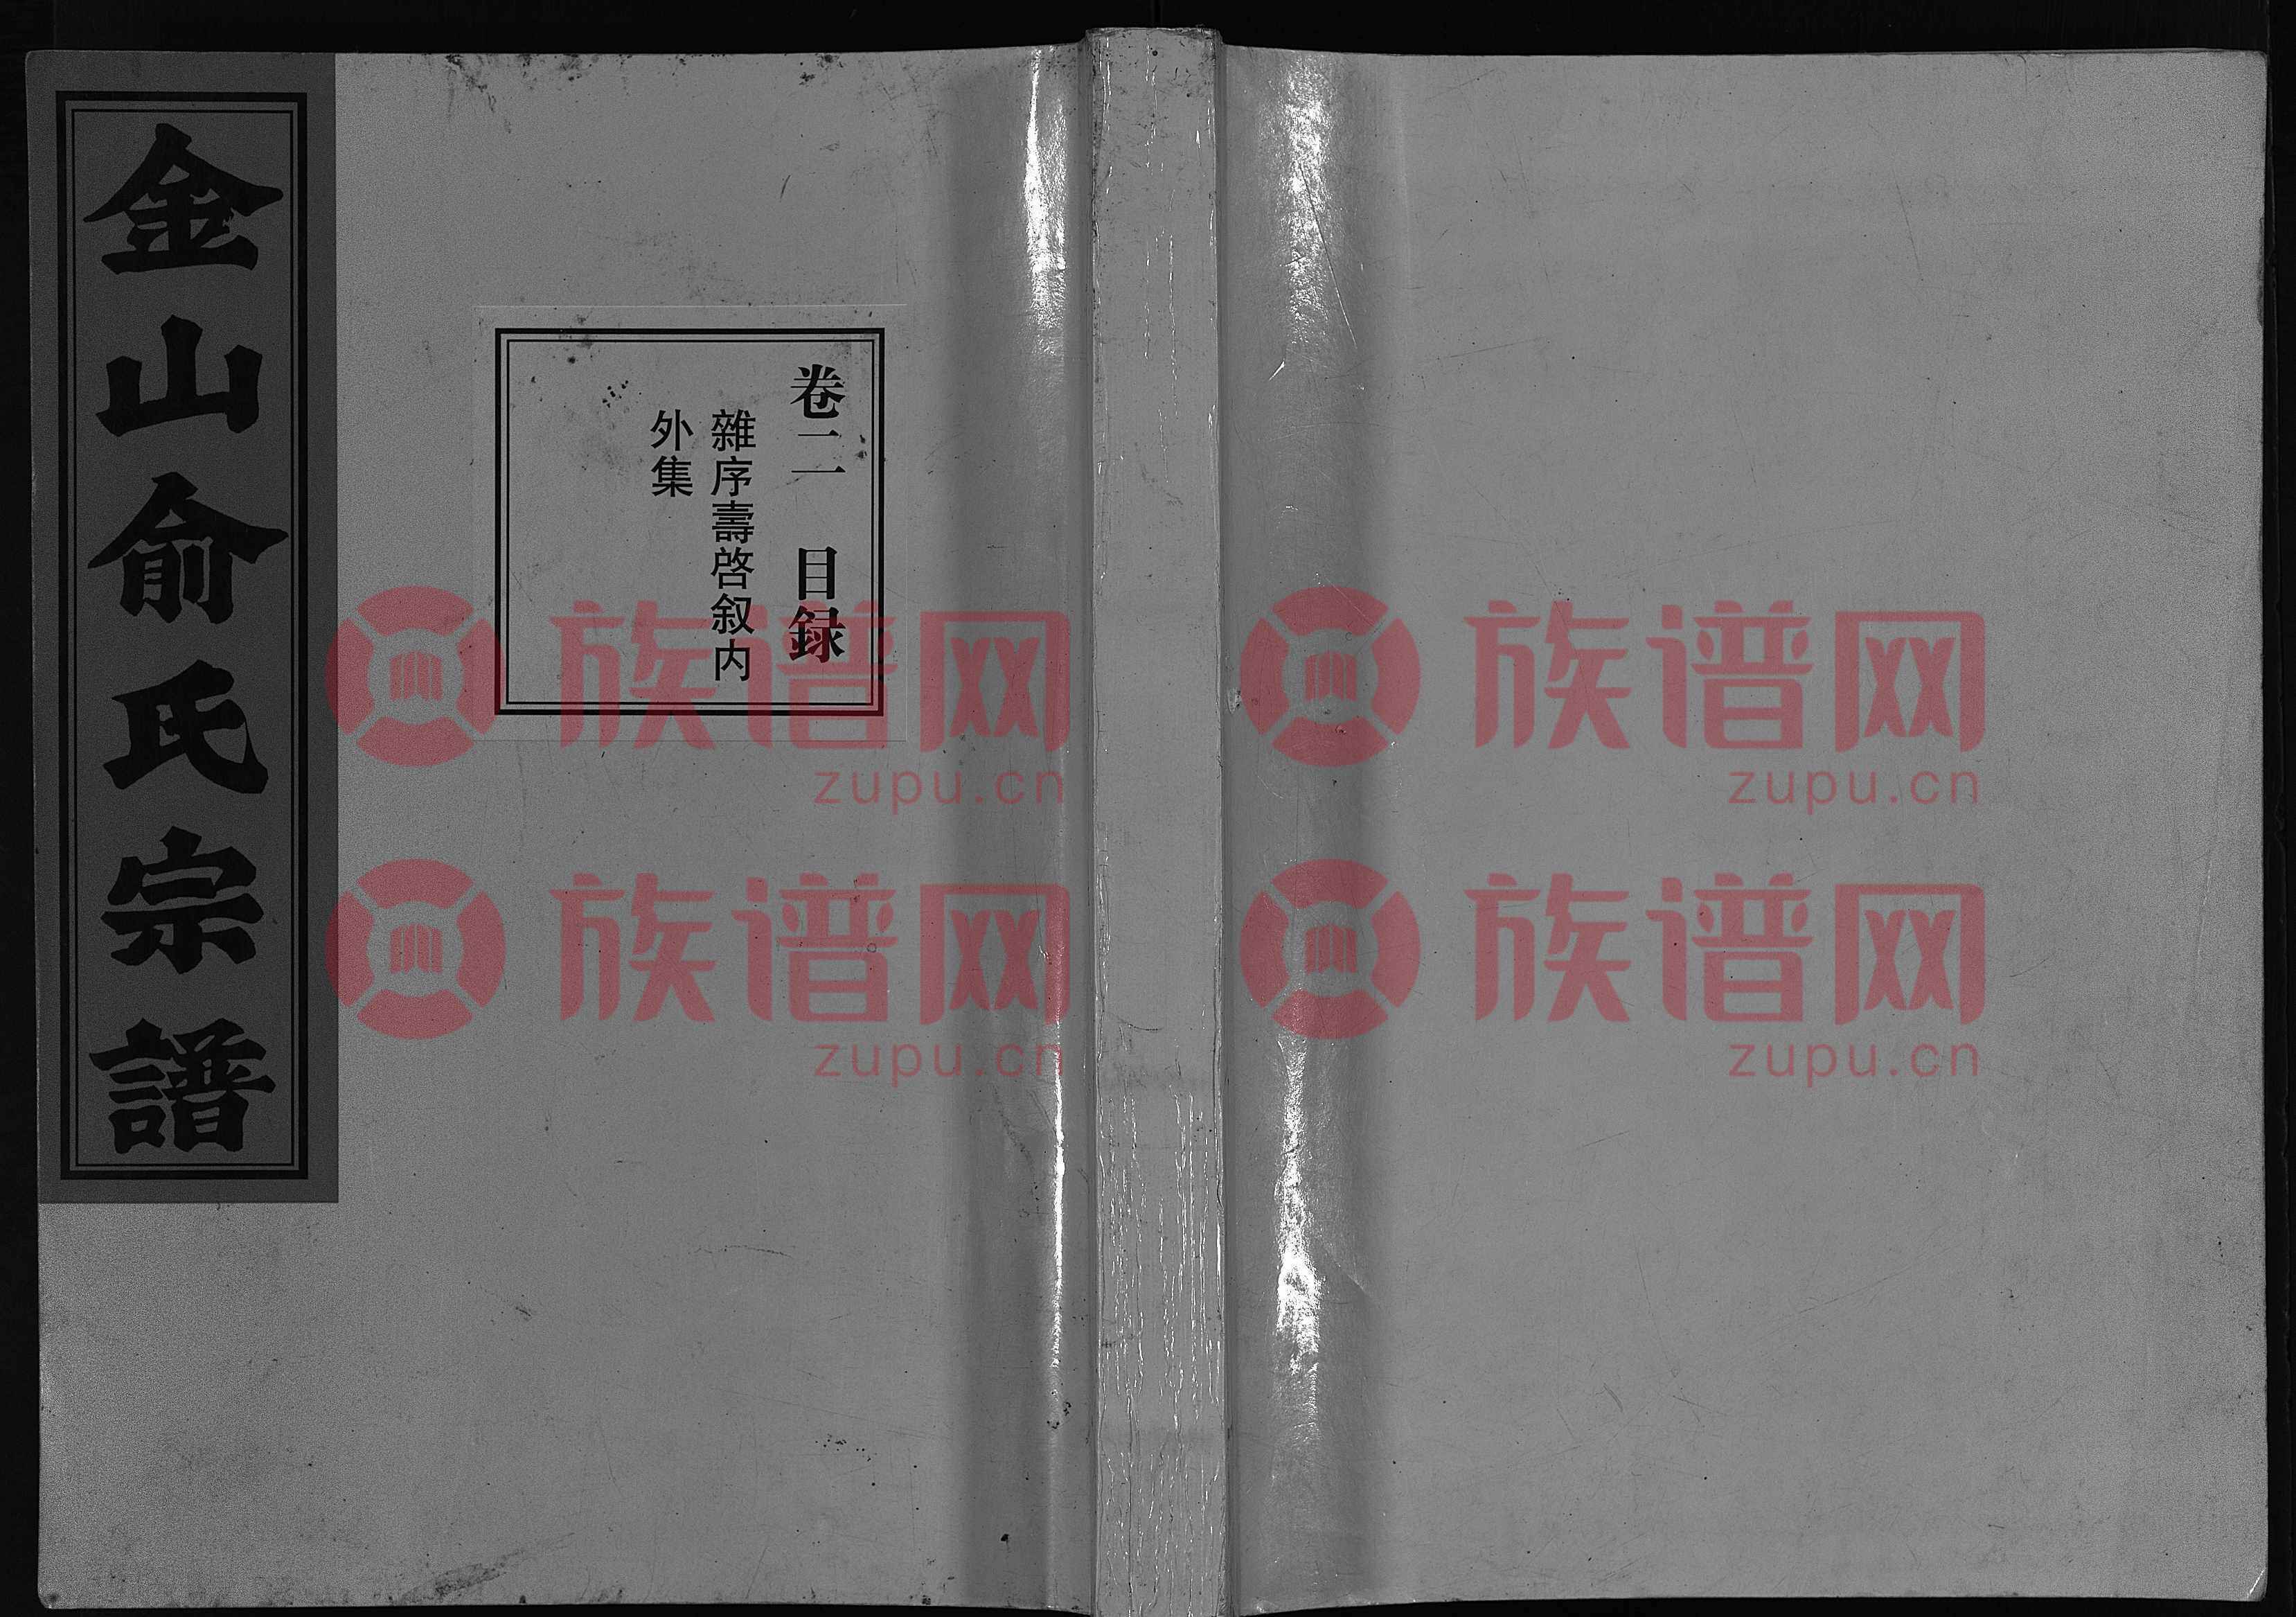 金山俞氏宗譜
卷二 目録
雜序壽啓叙内
外集
族谱网
zupu.cn
族谱网
zupu.cn
族谱网
zupu.cn
族谱网
zupu.cn